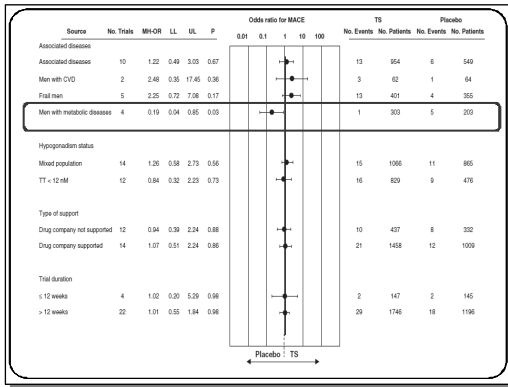 Odds ratio for MACE TS Placebo
Source No. Trials MH-OR LL UL P 0.01 0.1 1 10 100 No. Events No. Patients No. Events No. Patients
Associated diseases
Associated diseases 10 1.22 0.49 3.03 0.67 13 954 6 549
Men with CVD 2 2.48 0.35 17.45 0.36 3 62 1 64
Frail men 5 2.25 0.72 7.08 0.17 13 401 4 355
Men with metabolic diseases 4 0.19 0.04 0.85 0.03 1 303 5 203
Hypogonadism status
Mixed population 14 1.26 0.58 2.73 0.56 15 1066 11 865
TT < 12 nM 12 0.84 0.32 2.23 0.73 16 829 9 476
Type of support
Drug company not supported 12 0.94 0.39 2.24 0.88 10 437 8 332
Drug company supported 14 1.07 0.51 2.24 0.86 21 1458 12 1009
Trial duration
≤ 12 weeks 4 1.02 0.20 5.29 0.98 2 147 2 145
> 12 weeks 22 1.01 0.55 1.84 0.98 29 1746 18 1196
Placebo TS